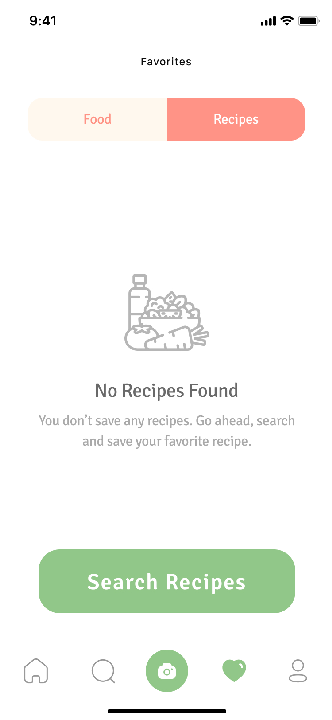 9:41
Favorites
Food
Recipes
No Recipes Found
You don't save any recipes. Go ahead, search
and save your favorite recipe.
Search Recipes